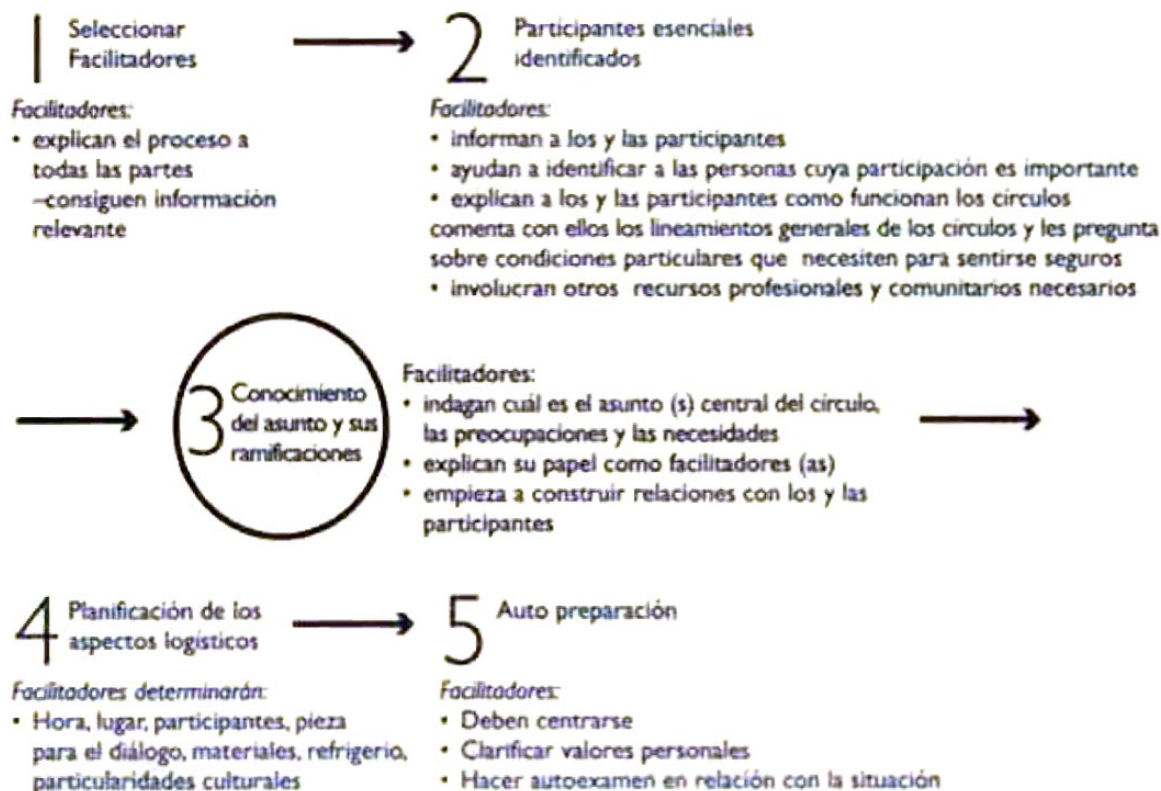 1 Seleccionar
Facilitadores
Facilitadores:
• explican el proceso a
todas las partes
–consiguen información
relevante
2 Participantes esenciales
identificados
Facilitadores:
• informan a los y las participantes
• ayudan a identificar a las personas cuya participación es importante
• explican a los y las participantes como funcionan los círculos
comenta con ellos los lineamientos generales de los círculos y les pregunta
sobre condiciones particulares que necesiten para sentirse seguros
• involucran otros recursos profesionales y comunitarios necesarios
3 Conocimiento
del asunto y sus
ramificaciones
Facilitadores:
• indagan cuál es el asunto (s) central del círculo,
las preocupaciones y las necesidades
• explican su papel como facilitadores (as)
• empieza a construir relaciones con los y las
participantes
4 Planificación de los
aspectos logísticos
Facilitadores determinarán:
• Hora, lugar, participantes, pieza
para el diálogo, materiales, refrigerio,
particularidades culturales
5 Auto preparación
Facilitadores:
• Deben centrarse
• Clarificar valores personales
• Hacer autoexamen en relación con la situación